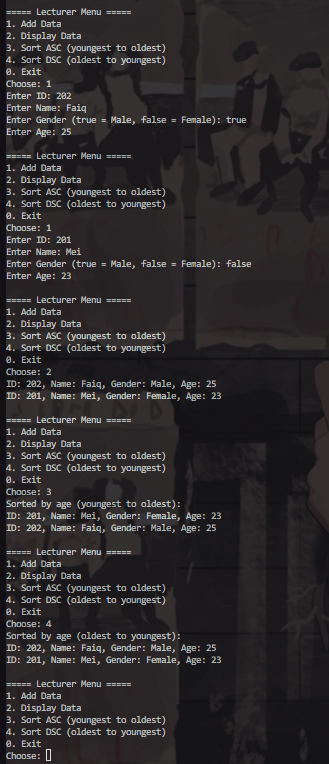 ===== Lecturer Menu =====
1. Add Data
2. Display Data
3. Sort ASC (youngest to oldest)
4. Sort DSC (oldest to youngest)
0. Exit
Choose: 1
Enter ID: 202
Enter Name: Faiq
Enter Gender (true = Male, false = Female): true
Enter Age: 25

===== Lecturer Menu =====
1. Add Data
2. Display Data
3. Sort ASC (youngest to oldest)
4. Sort DSC (oldest to youngest)
0. Exit
Choose: 1
Enter ID: 201
Enter Name: Mei
Enter Gender (true = Male, false = Female): false
Enter Age: 23

===== Lecturer Menu =====
1. Add Data
2. Display Data
3. Sort ASC (youngest to oldest)
4. Sort DSC (oldest to youngest)
0. Exit
Choose: 2
ID: 202, Name: Faiq, Gender: Male, Age: 25
ID: 201, Name: Mei, Gender: Female, Age: 23

===== Lecturer Menu =====
1. Add Data
2. Display Data
3. Sort ASC (youngest to oldest)
4. Sort DSC (oldest to youngest)
0. Exit
Choose: 3
Sorted by age (youngest to oldest):
ID: 201, Name: Mei, Gender: Female, Age: 23
ID: 202, Name: Faiq, Gender: Male, Age: 25

===== Lecturer Menu =====
1. Add Data
2. Display Data
3. Sort ASC (youngest to oldest)
4. Sort DSC (oldest to youngest)
0. Exit
Choose: 4
Sorted by age (oldest to youngest):
ID: 202, Name: Faiq, Gender: Male, Age: 25
ID: 201, Name: Mei, Gender: Female, Age: 23

===== Lecturer Menu =====
1. Add Data
2. Display Data
3. Sort ASC (youngest to oldest)
4. Sort DSC (oldest to youngest)
0. Exit
Choose: